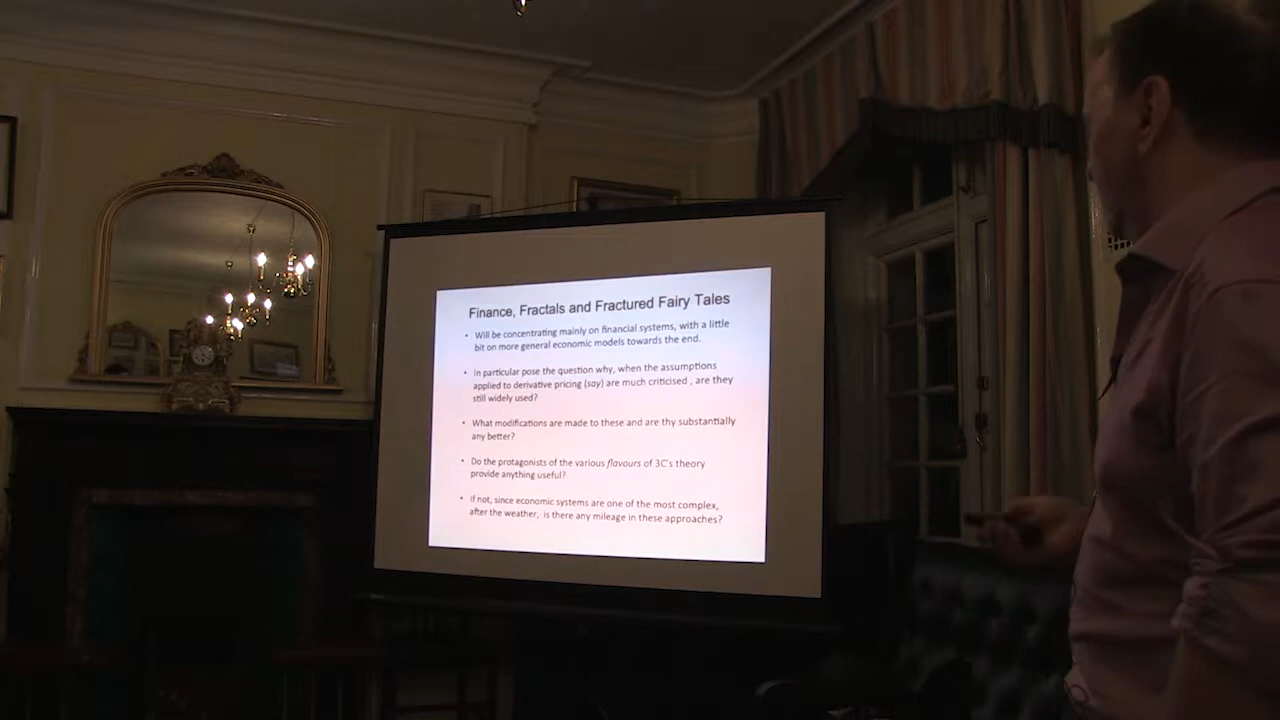 Finance, Fractals and Fractured Fairy Tales
• Will be concentrating mainly on financial systems, with a little
bit on more general economic models towards the end.
• In particular pose the question why, when the assumptions
applied to derivative pricing (say) are much criticised , are they
still widely used?
• What modifications are made to these and are thy substantially
any better?
• Do the protagonists of the various flavours of 3C's theory
provide anything useful?
• If not, since economic systems are one of the most complex,
after the weather, is there any mileage in these approaches?